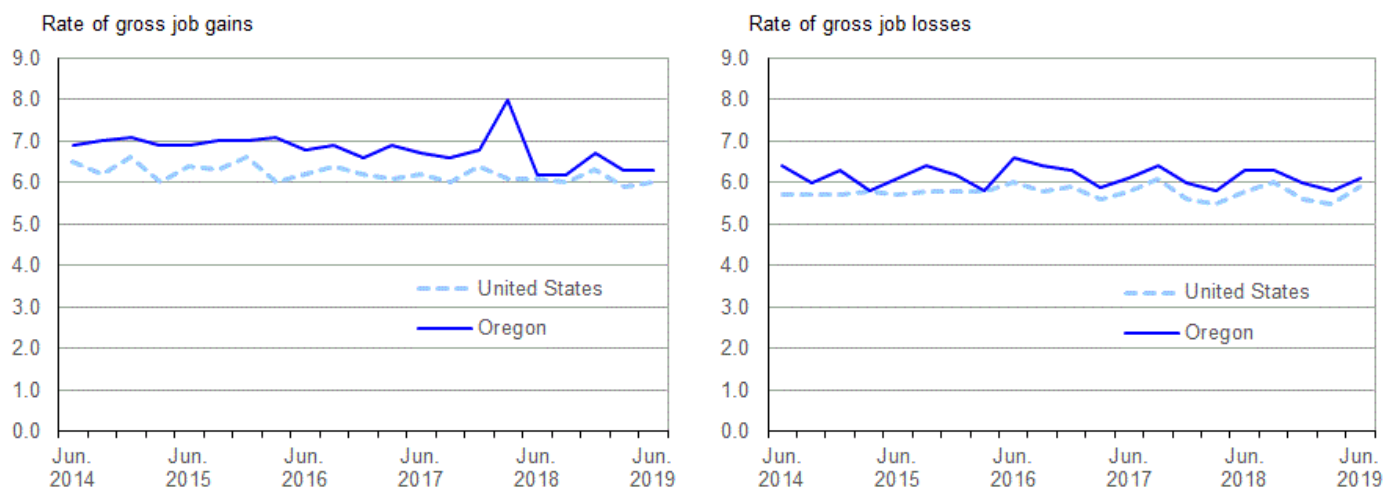 Rate of gross job gains
9.0
8.0
7.0
6.0
5.0
4.0
3.0
2.0
1.0
0.0
United States
Oregon
Jun. Jun. Jun. Jun. Jun. Jun.
2014 2015 2016 2017 2018 2019
Rate of gross job losses
9.0
8.0
7.0
6.0
5.0
4.0
3.0
2.0
1.0
0.0
United States
Oregon
Jun. Jun. Jun. Jun. Jun. Jun.
2014 2015 2016 2017 2018 2019